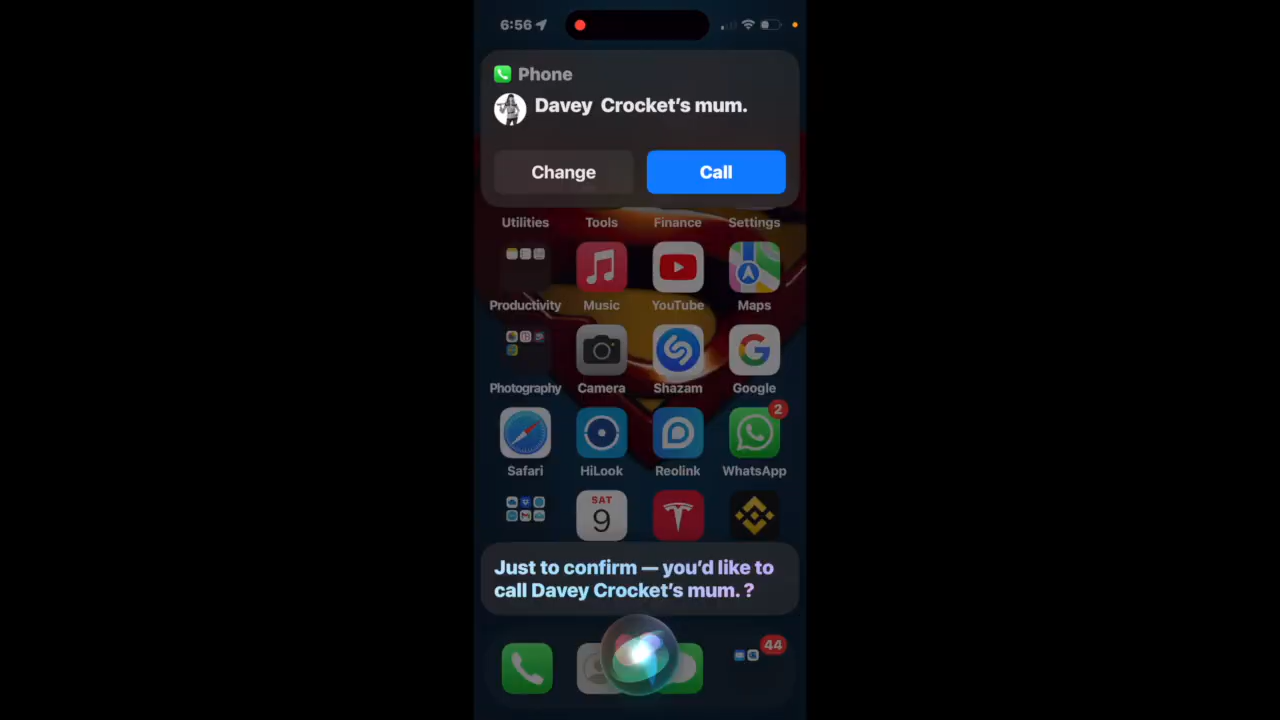 6:56
Phone
Davey  Crocket's mum.
Change Call
Utilities Tools Finance Settings
Productivity Music YouTube Maps
Photography Camera Shazam Google
2
Safari HiLook Reolink WhatsApp
SAT
9
Just to confirm — you'd like to
call Davey Crocket's mum. ?
44